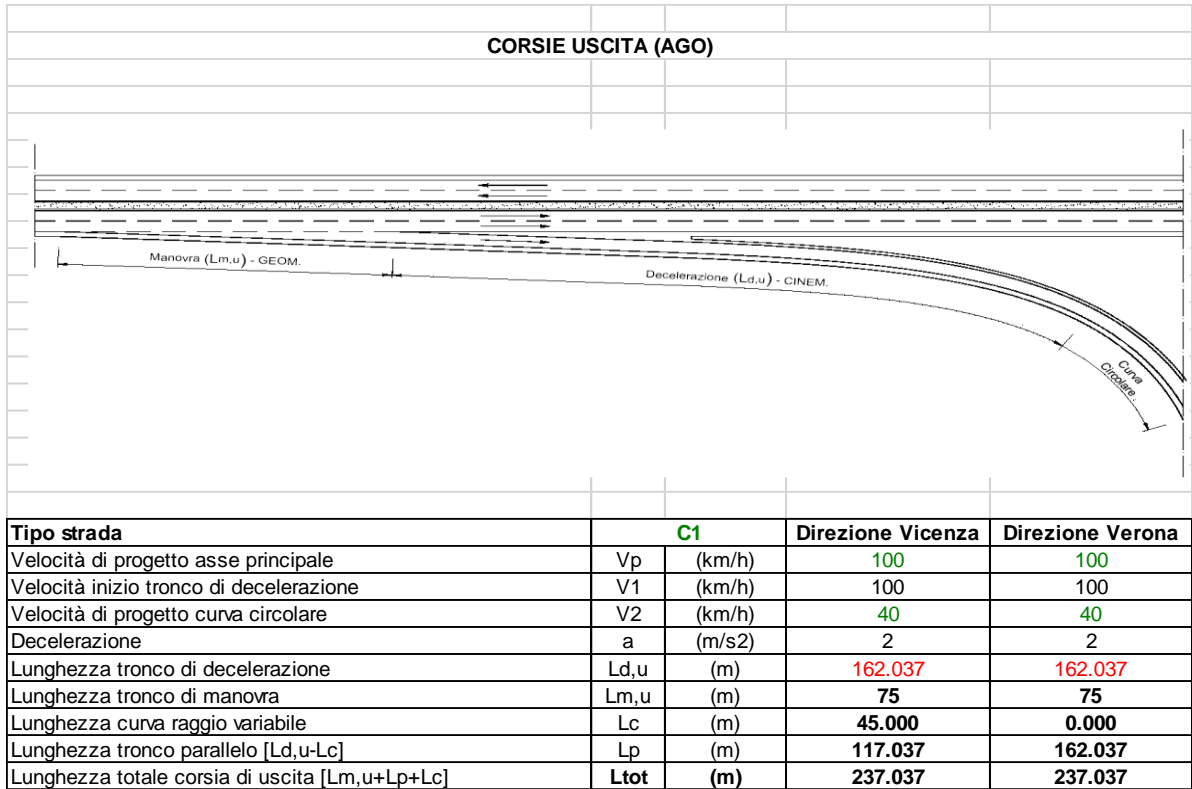 CORSIE USCITA (AGO)
Manovra (Lm,u) - GEOM.
Decelerazione (Ld,u) - CINEM.
Curva
Circolare
Tipo strada C1 Direzione Vicenza Direzione Verona
Velocità di progetto asse principale Vp (km/h) 100 100
Velocità inizio tronco di decelerazione V1 (km/h) 100 100
Velocità di progetto curva circolare V2 (km/h) 40 40
Decelerazione a (m/s2) 2 2
Lunghezza tronco di decelerazione Ld,u (m) 162.037 162.037
Lunghezza tronco di manovra Lm,u (m) 75 75
Lunghezza curva raggio variabile Lc (m) 45.000 0.000
Lunghezza tronco parallelo [Ld,u-Lc] Lp (m) 117.037 162.037
Lunghezza totale corsia di uscita [Lm,u+Lp+Lc] Ltot (m) 237.037 237.037